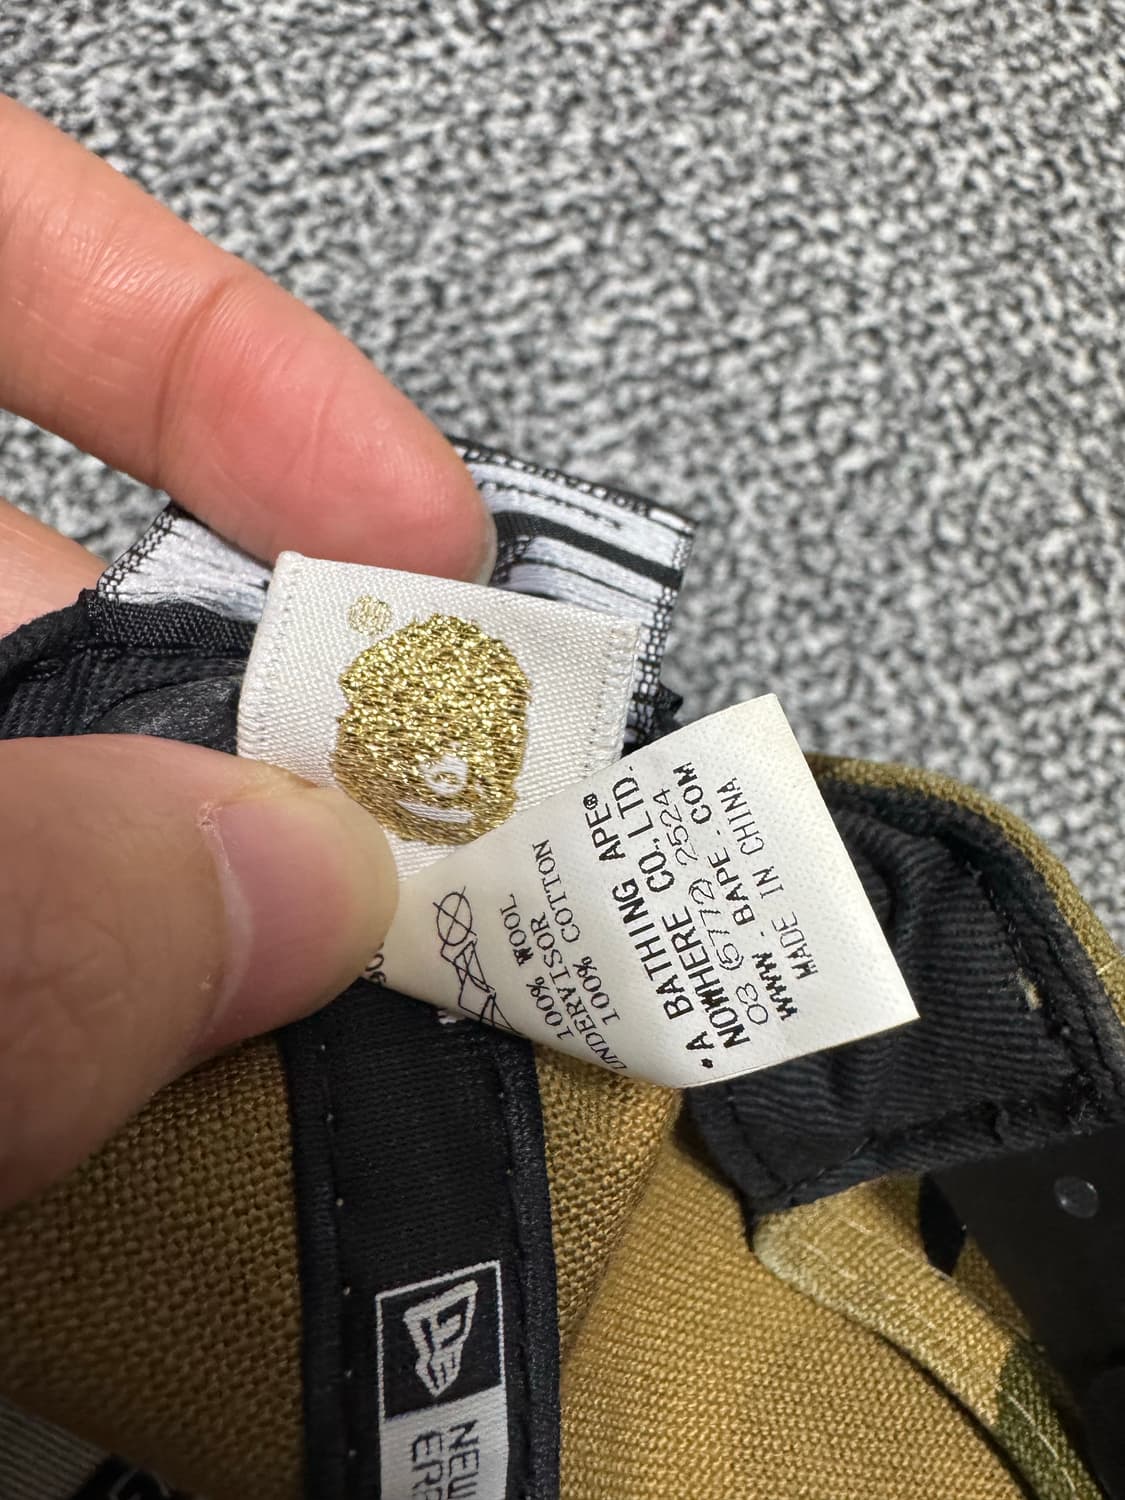 100% WOOL
UNDERVISOR
100% COTTON
•A BATHING APE®
NOWHERE CO.,LTD.
03 (5772) 2524
WWW.BAPE.COM
MADE IN CHINA
NEW